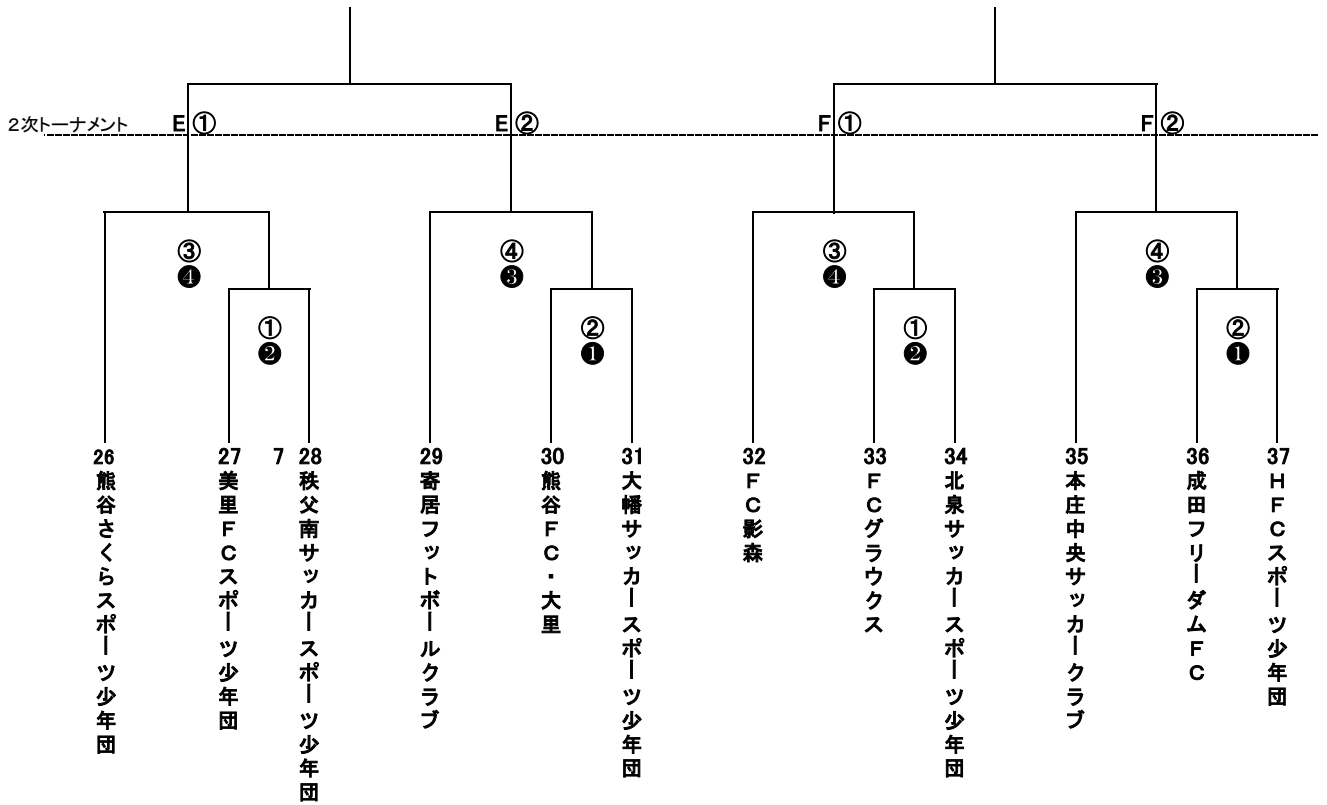 2次トーナメント E① E② F① F②
③ ④ ③ ④
❹ ❸ ❹ ❸
① ② ① ②
❷ ❶ ❷ ❶
26 27 7 28 29 30 31 32 33 34 35 36 37
熊谷さくらスポーツ少年団
美里FCスポーツ少年団
秩父南サッカースポーツ少年団
寄居フットボールクラブ
熊谷FC・大里
大幡サッカースポーツ少年団
FC影森
FCグラウクス
北泉サッカースポーツ少年団
本庄中央サッカークラブ
成田フリーダムFC
HFCスポーツ少年団